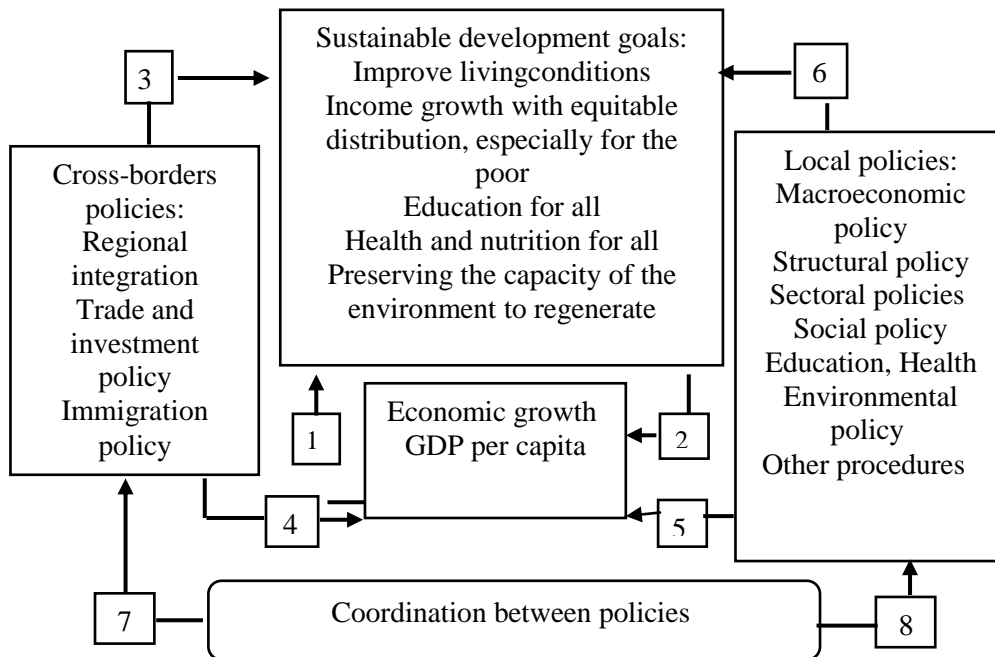 3
Sustainable development goals:
Improve livingconditions
Income growth with equitable
distribution, especially for the
poor
Education for all
Health and nutrition for all
Preserving the capacity of the
environment to regenerate
6
Cross-borders
policies:
Regional
integration
Trade and
investment
policy
Immigration
policy
Local policies:
Macroeconomic
policy
Structural policy
Sectoral policies
Social policy
Education, Health
Environmental
policy
Other procedures
1
Economic growth
GDP per capita
2
4
5
7
Coordination between policies
8